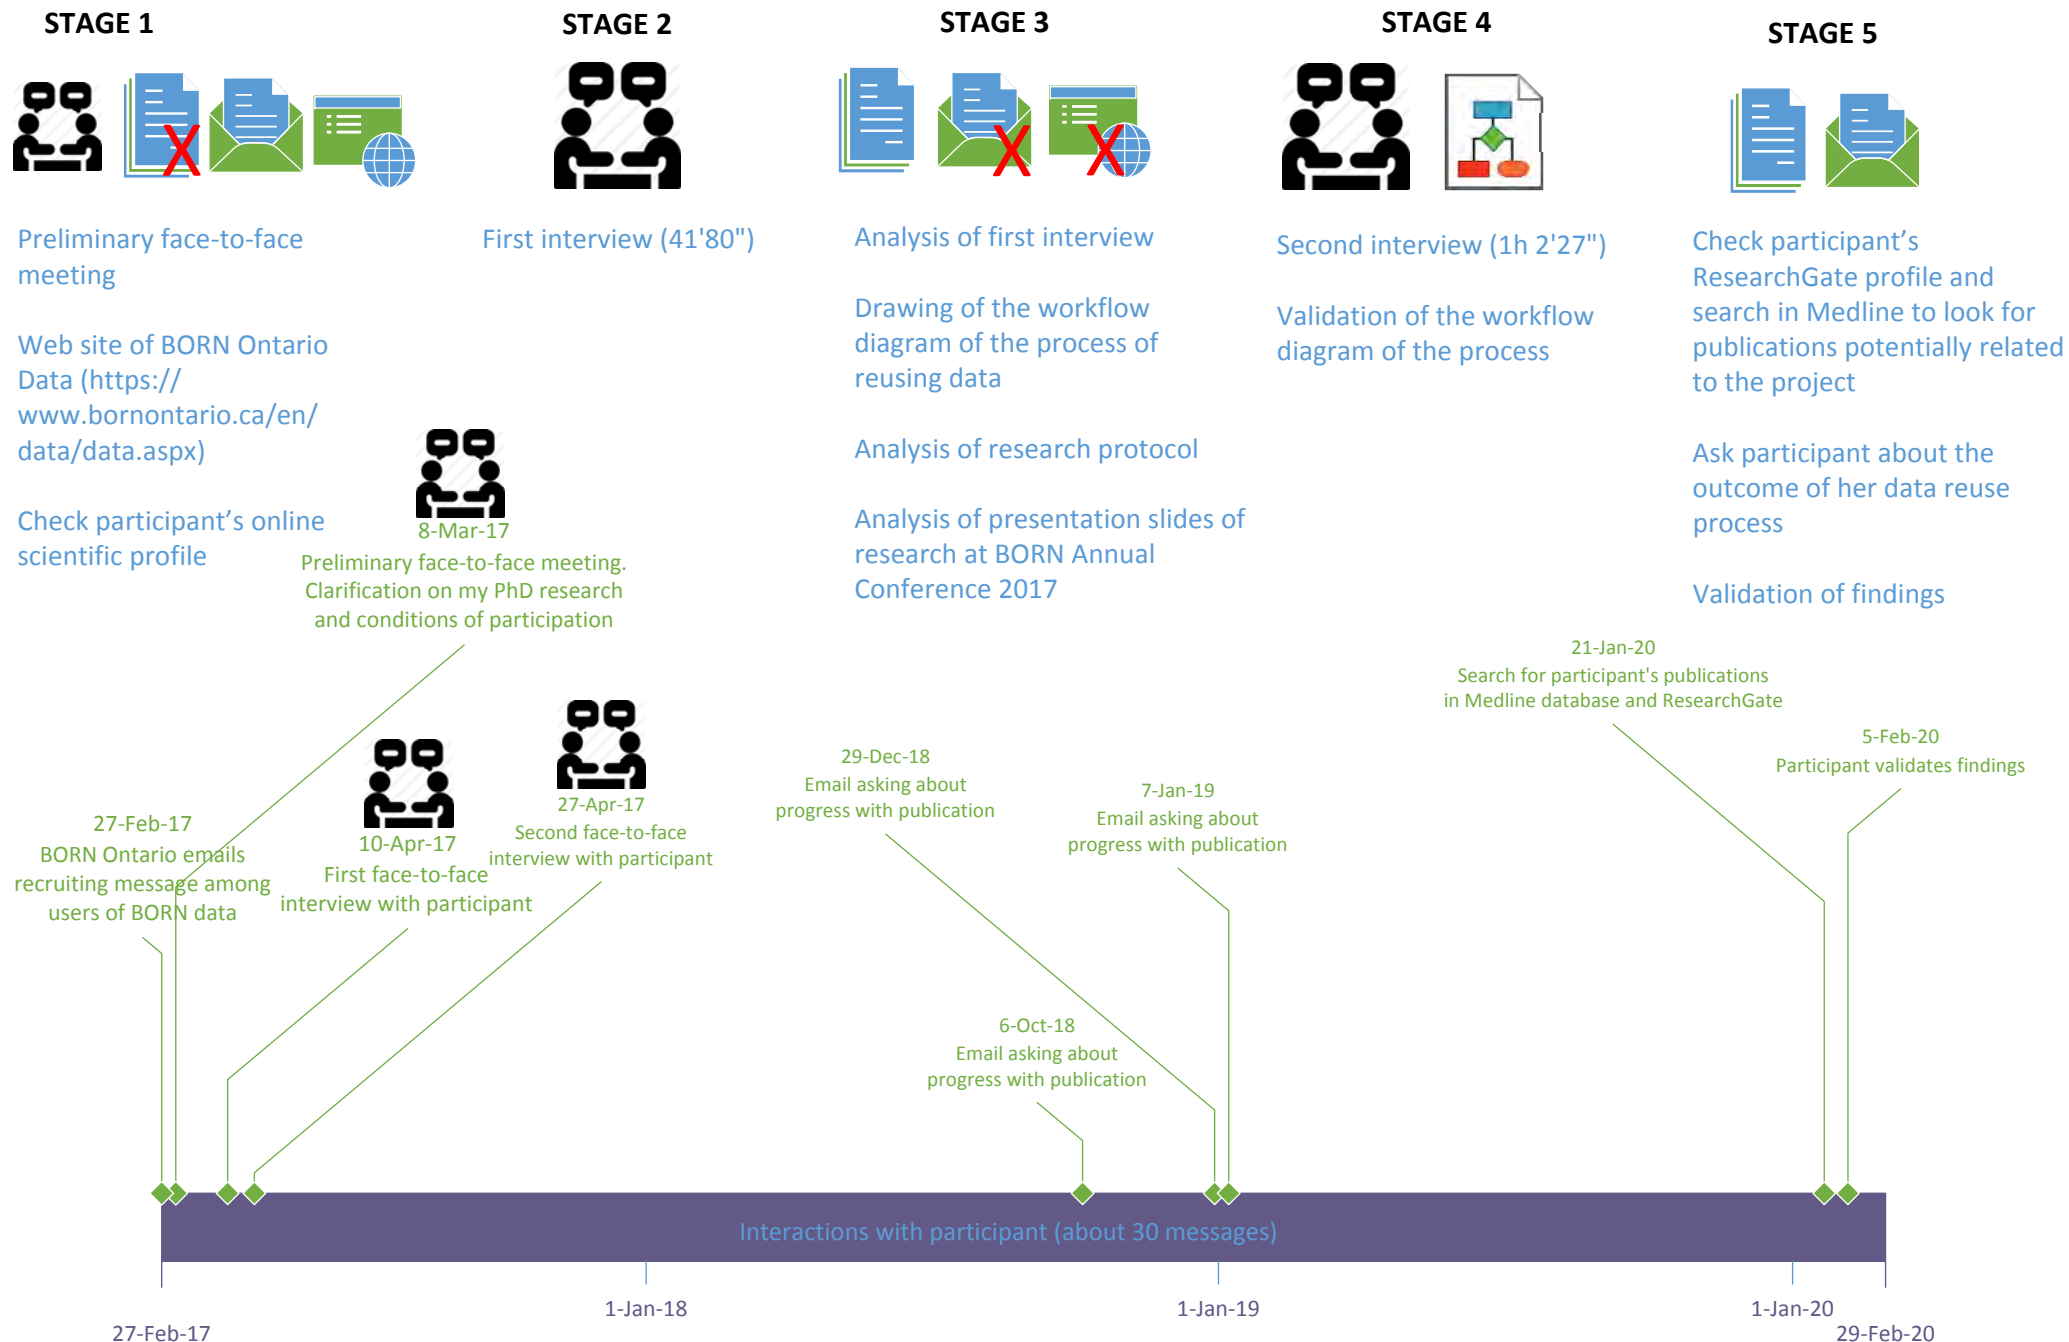 STAGE 1
STAGE 2
STAGE 3
STAGE 4
STAGE 5
X
X
X
Preliminary face-to-face
meeting
Web site of BORN Ontario
Data (https://
www.bornontario.ca/en/
data/data.aspx)
Check participant’s online
scientific profile
First interview (41'80")
Analysis of first interview
Drawing of the workflow
diagram of the process of
reusing data
Analysis of research protocol
Analysis of presentation slides of
research at BORN Annual
Conference 2017
Second interview (1h 2'27")
Validation of the workflow
diagram of the process
Check participant’s
ResearchGate profile and
search in Medline to look for
publications potentially related
to the project
Ask participant about the
outcome of her data reuse
process
Validation of findings
8-Mar-17
Preliminary face-to-face meeting.
Clarification on my PhD research
and conditions of participation
27-Feb-17
BORN Ontario emails
recruiting message among
users of BORN data
10-Apr-17
First face-to-face
interview with participant
27-Apr-17
Second face-to-face
interview with participant
29-Dec-18
Email asking about
progress with publication
6-Oct-18
Email asking about
progress with publication
7-Jan-19
Email asking about
progress with publication
21-Jan-20
Search for participant's publications
in Medline database and ResearchGate
5-Feb-20
Participant validates findings
Interactions with participant (about 30 messages)
27-Feb-17
1-Jan-18
1-Jan-19
1-Jan-20
29-Feb-20